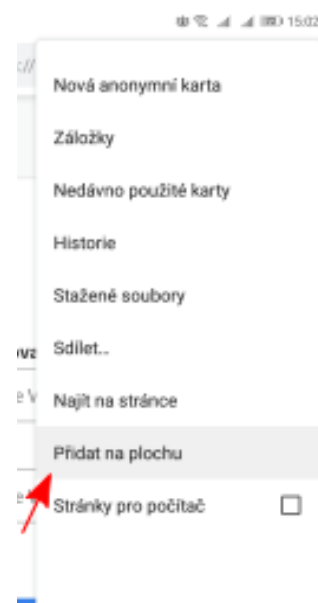 15:02
://
Nová anonymní karta
Záložky
Nedávno použité karty
Historie
Stažené soubory
ova
Sdílet..
e V
Najít na stránce
Přidat na plochu
Stránky pro počítač